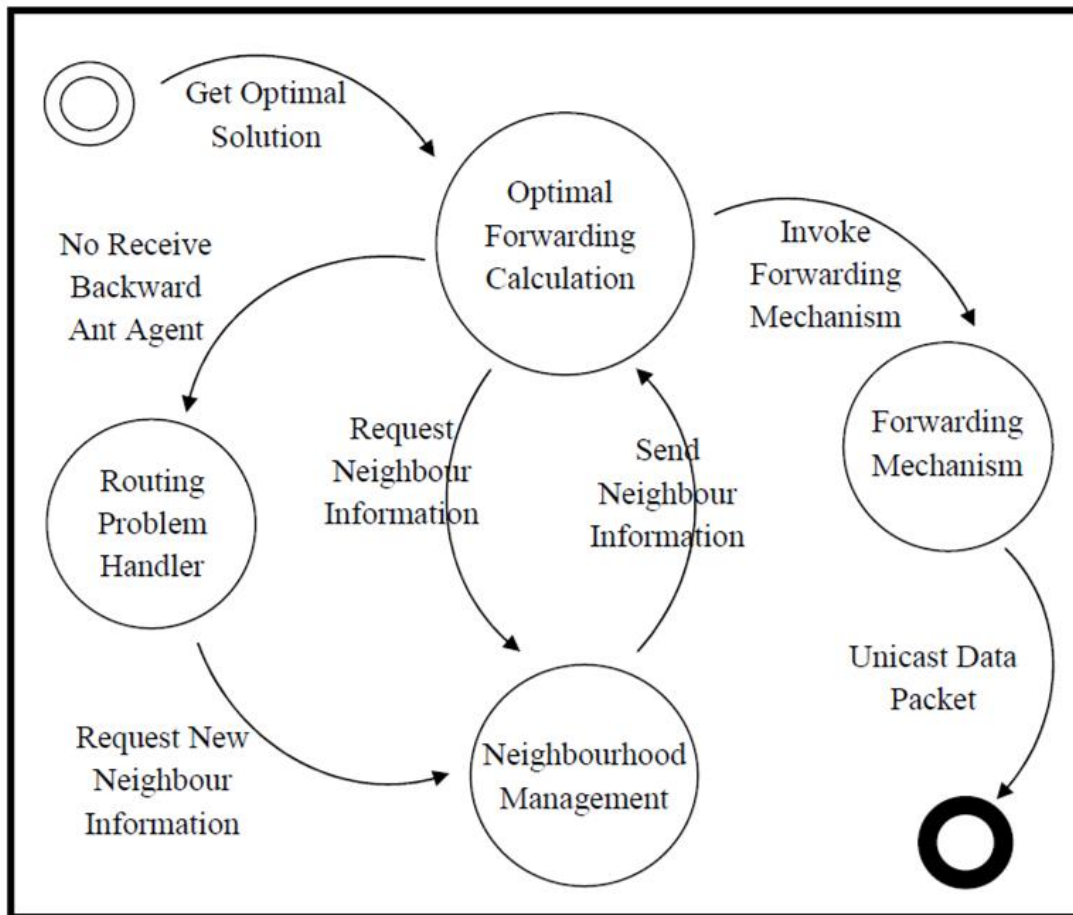 Get Optimal
Solution
Optimal
Forwarding
Calculation
No Receive
Backward
Ant Agent
Invoke
Forwarding
Mechanism
Forwarding
Mechanism
Request
Neighbour
Information
Send
Neighbour
Information
Routing
Problem
Handler
Unicast Data
Packet
Request New
Neighbour
Information
Neighbourhood
Management